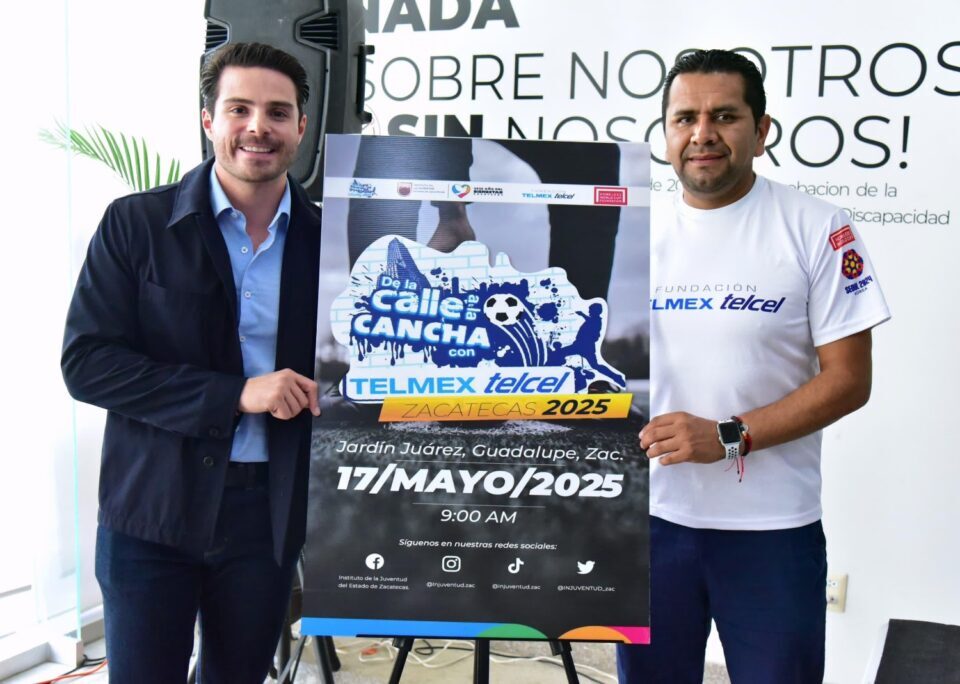 NADA
SOBRE NOSOTROS
SIN NOSOTROS!
de 20
obacion de la
Discapacidad
TELMEX telcel
De la
calle
a la
CANCHA
con
TELMEX telcel
ZACATECAS 2025
Jardín Juárez, Guadalupe, Zac.
17/MAYO/2025
9:00 AM
Síguenos en nuestras redes sociales:
Instituto de la Juventud
del Estado de Zacatecas.
@injuventud.zac
@injuventud.zac
@INJUVENTUD_zac
FUNDACIÓN
TELMEX telcel